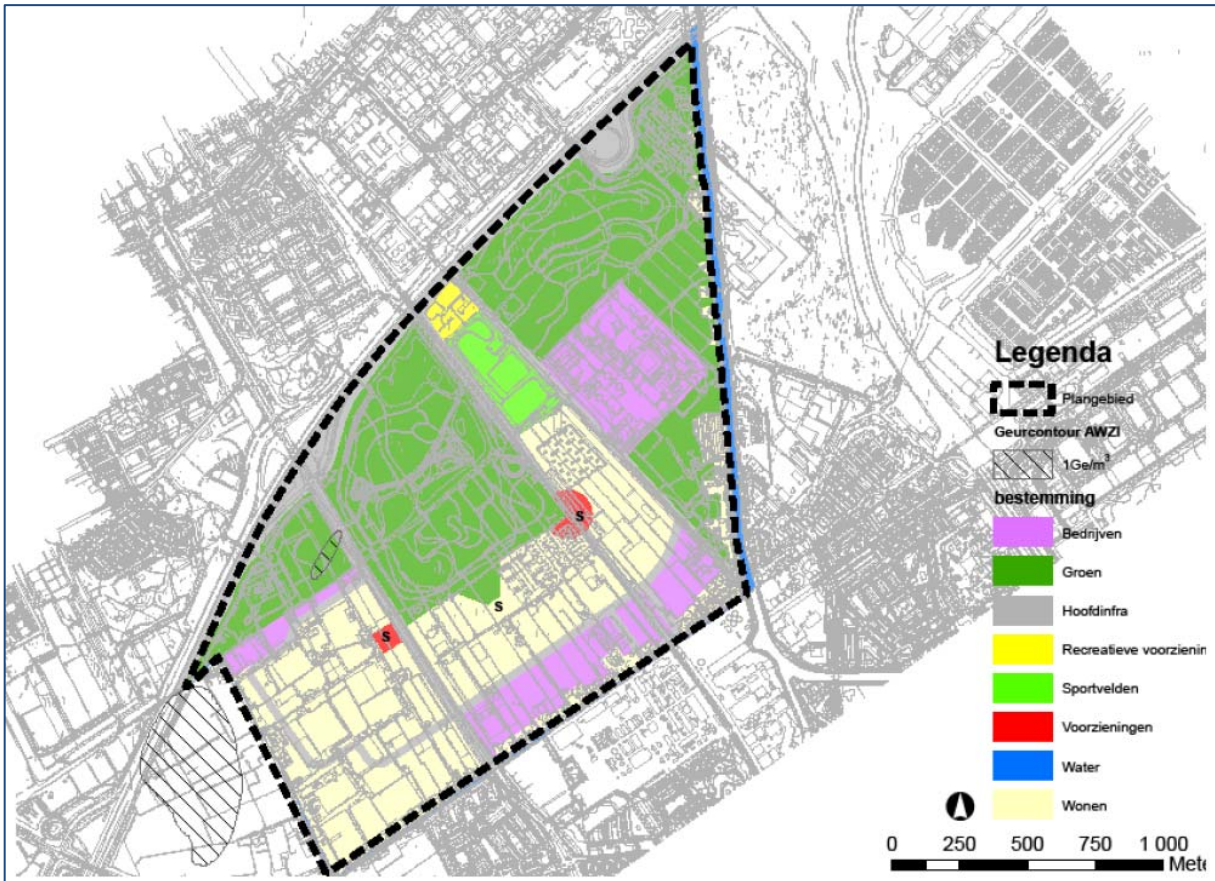 S
S
S
Legenda
Plangebied
Geurcontour AWZI
1Ge/m³
bestemming
Bedrijven
Groen
Hoofdinfra
Recreatieve voorzienin
Sportvelden
Voorzieningen
Water
Wonen
0 250 500 750 1 000
Mete